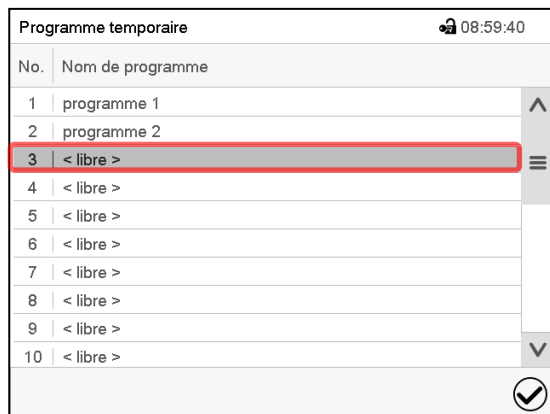 Programme temporaire 08:59:40
No. Nom de programme
1 programme 1
2 programme 2
3 < libre >
4 < libre >
5 < libre >
6 < libre >
7 < libre >
8 < libre >
9 < libre >
10 < libre >